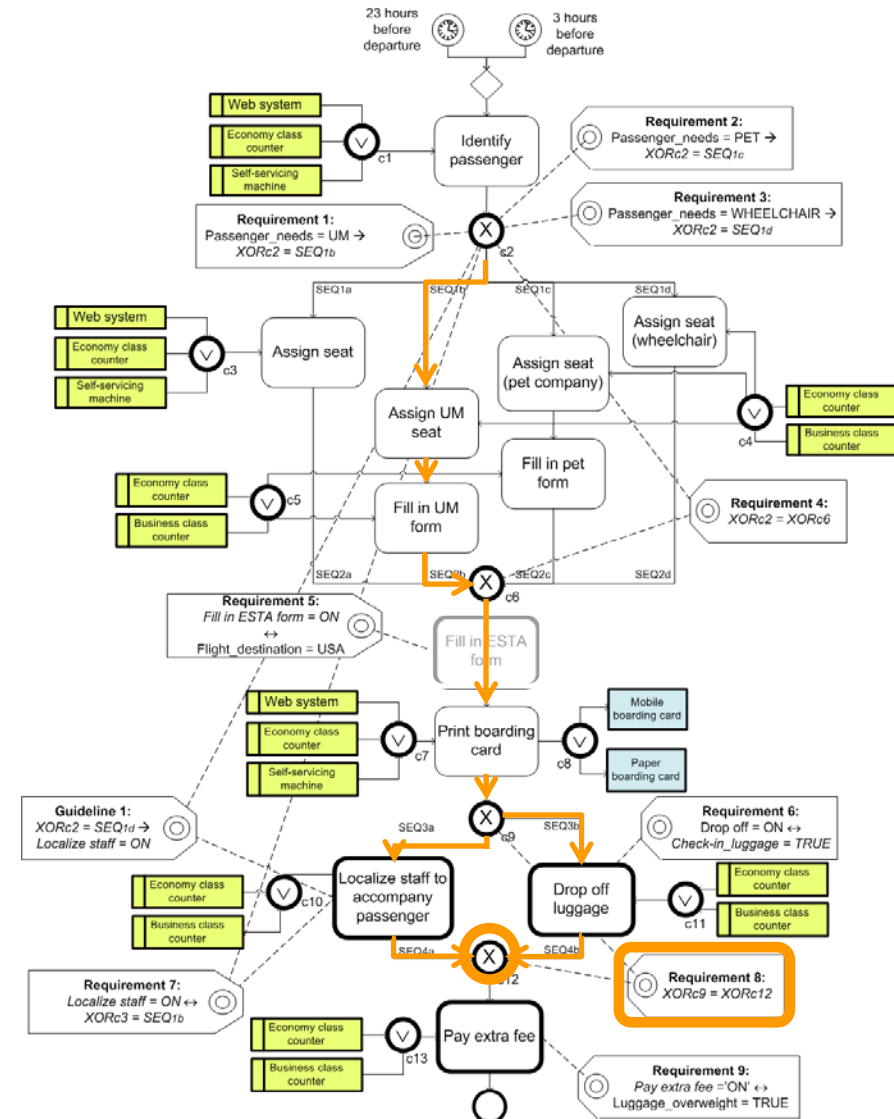 23 hours
before
departure
3 hours
before
departure
Web system
Economy class
counter
Self-servicing
machine
c1
Identify
passenger
Requirement 2:
Passenger_needs = PET →
XORc2 = SEQ1c
Requirement 3:
Passenger_needs = WHEELCHAIR →
XORc2 = SEQ1d
Requirement 1:
Passenger_needs = UM →
XORc2 = SEQ1b
X
c2
SEQ1a
SEQ1b
SEQ1c
SEQ1d
Web system
Economy class
counter
Self-servicing
machine
c3
Assign seat
Assign seat
(pet company)
Assign seat
(wheelchair)
Assign UM
seat
c4
Economy class
counter
Business class
counter
Fill in pet
form
Economy class
counter
Business class
counter
c5
Fill in UM
form
Requirement 4:
XORc2 = XORc6
SEQ2a
SEQ2b
SEQ2c
SEQ2d
X
c6
Requirement 5:
Fill in ESTA form = ON
↔
Flight_destination = USA
Fill in ESTA
form
Web system
Economy class
counter
Self-servicing
machine
c7
Print boarding
card
c8
Mobile
boarding card
Paper
boarding card
Guideline 1:
XORc2 = SEQ1d →
Localize staff = ON
X
c9
SEQ3a
SEQ3b
Requirement 6:
Drop off = ON ↔
Check-in_luggage = TRUE
Economy class
counter
Business class
counter
c10
Localize staff to
accompany
passenger
Drop off
luggage
c11
Economy class
counter
Business class
counter
SEQ4a
SEQ4b
X
c12
Requirement 7:
Localize staff = ON ↔
XORc3 = SEQ1b
Requirement 8:
XORc9 = XORc12
Economy class
counter
Business class
counter
c13
Pay extra fee
Requirement 9:
Pay extra fee ='ON' ↔
Luggage_overweight = TRUE